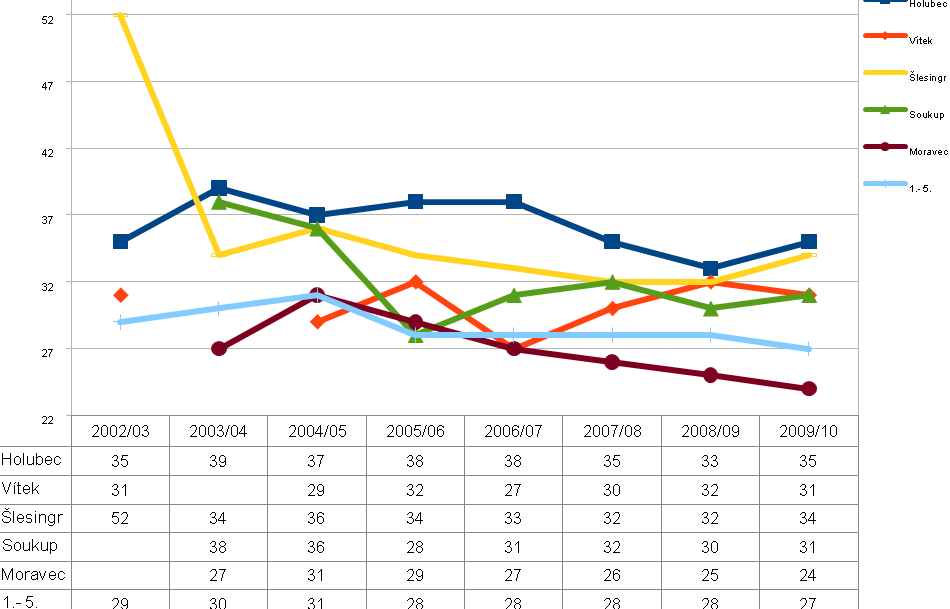 52
47
42
37
32
27
22
Holubec
Vítek
Šlesingr
Soukup
Moravec
1.-5.
2002/03 2003/04 2004/05 2005/06 2006/07 2007/08 2008/09 2009/10
Holubec 35 39 37 38 38 35 33 35
Vítek 31 29 32 27 30 32 31
Šlesingr 52 34 36 34 33 32 32 34
Soukup 38 36 28 31 32 30 31
Moravec 27 31 29 27 26 25 24
1.-5. 29 30 31 28 28 28 28 27